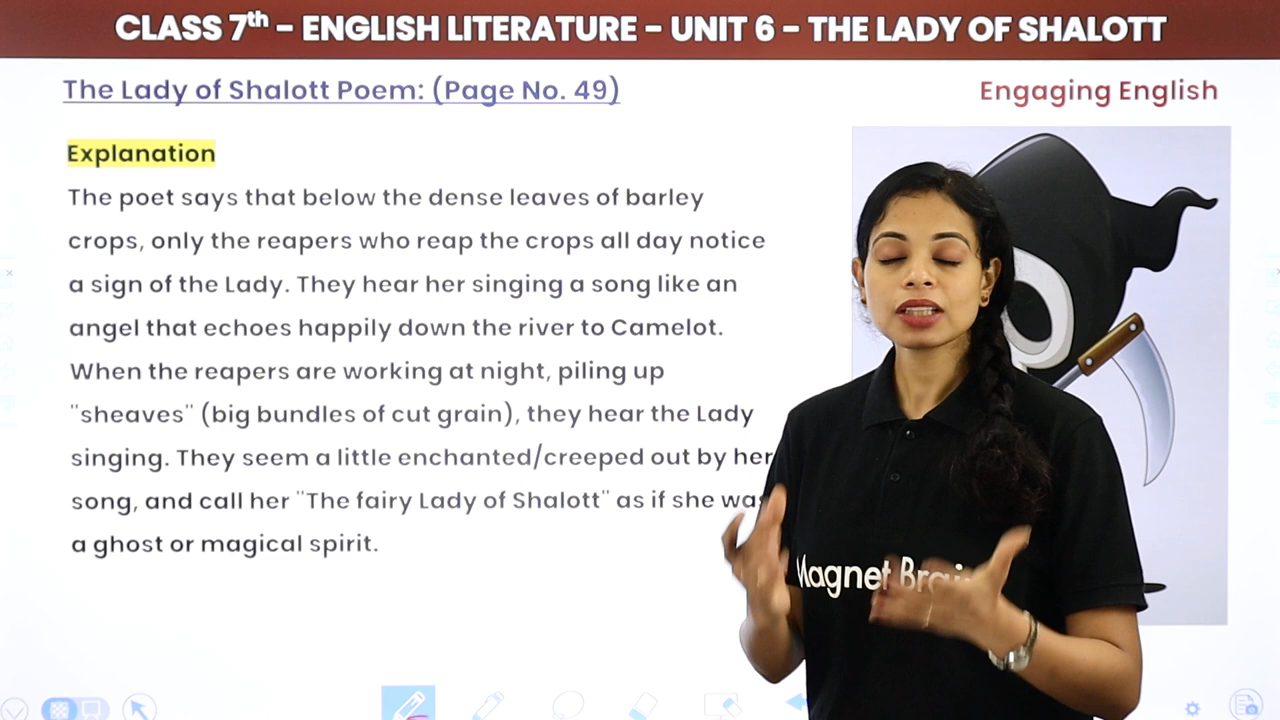 CLASS 7th – ENGLISH LITERATURE – UNIT 6 – THE LADY OF SHALOTT
The Lady of Shalott Poem: (Page No. 49)
Engaging English
Explanation
The poet says that below the dense leaves of barley
crops, only the reapers who reap the crops all day notice
a sign of the Lady. They hear her singing a song like an
angel that echoes happily down the river to Camelot.
When the reapers are working at night, piling up
"sheaves" (big bundles of cut grain), they hear the Lady
singing. They seem a little enchanted/creeped out by her
song, and call her "The fairy Lady of Shalott" as if she was
a ghost or magical spirit.
Magnet